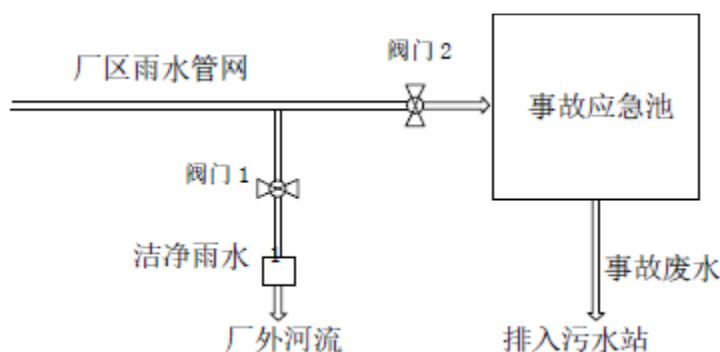 阀门 2
厂区雨水管网
事故应急池
阀门 1
洁净雨水 1
事故废水
厂外河流
排入污水站